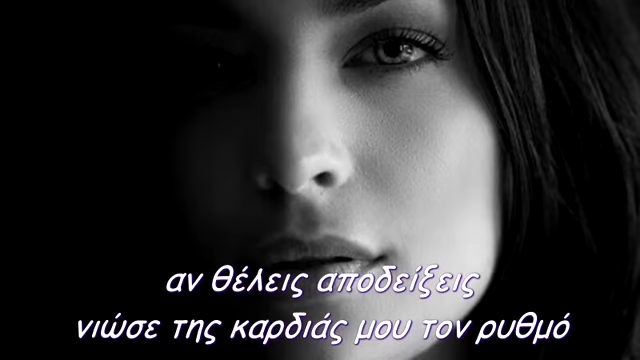 αν θέλεις αποδείξεις
νιώσε της καρδιάς μου τον ρυθμό